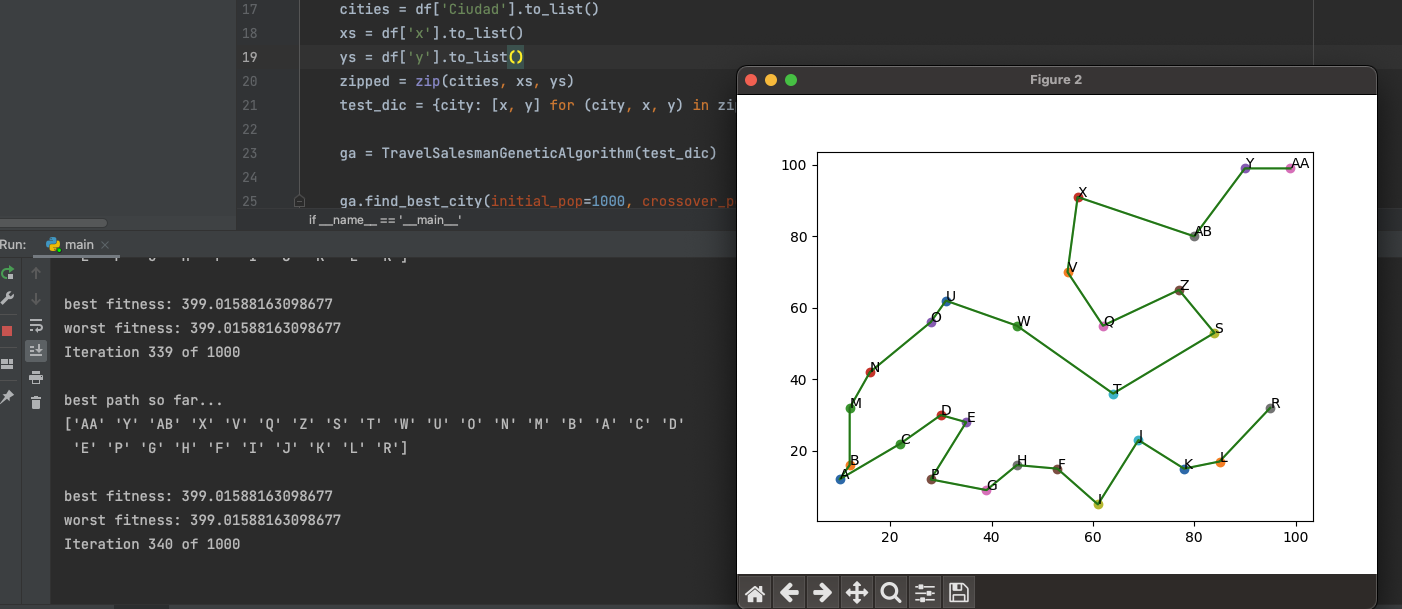 17 cities = df['Ciudad'].to_list()
18 xs = df['x'].to_list()
19 ys = df['y'].to_list()
20 zipped = zip(cities, xs, ys)
21 test_dic = {city: [x, y] for (city, x, y) in zi
22
23 ga = TravelSalesmanGeneticAlgorithm(test_dic)
24
25 ga.find_best_city(initial_pop=1000, crossover_p
if __name__ == '__main__'
Run: main
best fitness: 399.01588163098677
worst fitness: 399.01588163098677
Iteration 339 of 1000
best path so far...
['AA' 'Y' 'AB' 'X' 'V' 'Q' 'Z' 'S' 'T' 'W' 'U' 'O' 'N' 'M' 'B' 'A' 'C' 'D'
'E' 'P' 'G' 'H' 'F' 'I' 'J' 'K' 'L' 'R']
best fitness: 399.01588163098677
worst fitness: 399.01588163098677
Iteration 340 of 1000
Figure 2
100
80
60
40
20
20 40 60 80 100
Y AA
X
AB
V
Z
U
O W Q S
N
T
M R
D E
C
I
B H F K L
A P
G